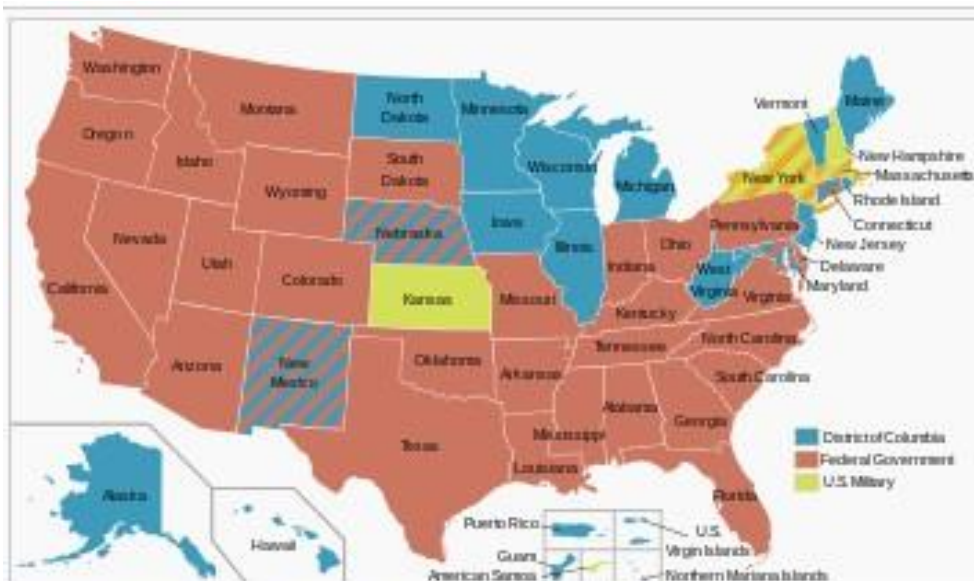 Washington
Montana
North
Dakota
Minnesota
Vermont
Maine
Oregon
Idaho
South
Dakota
Wisconsin
New Hampshire
Wyoming
Michigan
New York
Massachusetts
Rhode Island
Nebraska
Iowa
Connecticut
Nevada
Pennsylvania
New Jersey
Utah
Colorado
Illinois
Indiana
Ohio
West
Virginia
Delaware
California
Kansas
Missouri
Virginia
Maryland
Kentucky
Arizona
New
Mexico
Oklahoma
Tennessee
North Carolina
Arkansas
South Carolina
Texas
Mississippi
Alabama
Georgia
District of Columbia
Federal Government
U.S. Military
Louisiana
Florida
Alaska
Hawaii
Puerto Rico
U.S.
Virgin Islands
Guam
American Samoa
Northern Mariana Islands